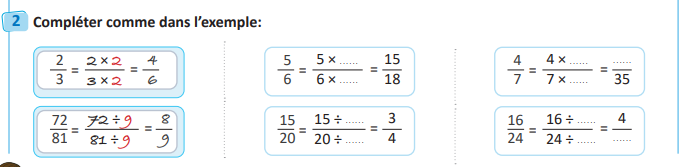 2 Compléter comme dans l’exemple:
2/3 = 2 × 2 / 3 × 2 = 4/6
5/6 = 5 × ...... / 6 × ...... = 15/18
4/7 = 4 × ...... / 7 × ...... = ...... / 35
72/81 = 72 ÷ 9 / 81 ÷ 9 = 8/9
15/20 = 15 ÷ ...... / 20 ÷ ...... = 3/4
16/24 = 16 ÷ ...... / 24 ÷ ...... = 4 / ......